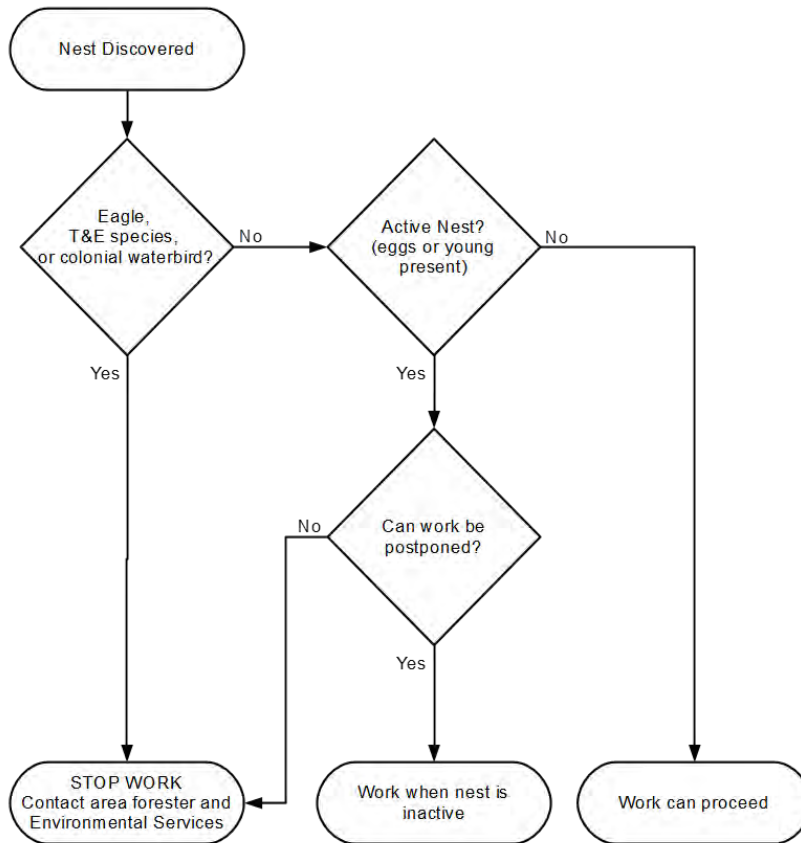 Nest Discovered
Eagle,
T&E species,
or colonial waterbird?
No
Active Nest?
(eggs or young
present)
No
Yes
Yes
No
Can work be
postponed?
Yes
STOP WORK
Contact area forester and
Environmental Services
Work when nest is
inactive
Work can proceed